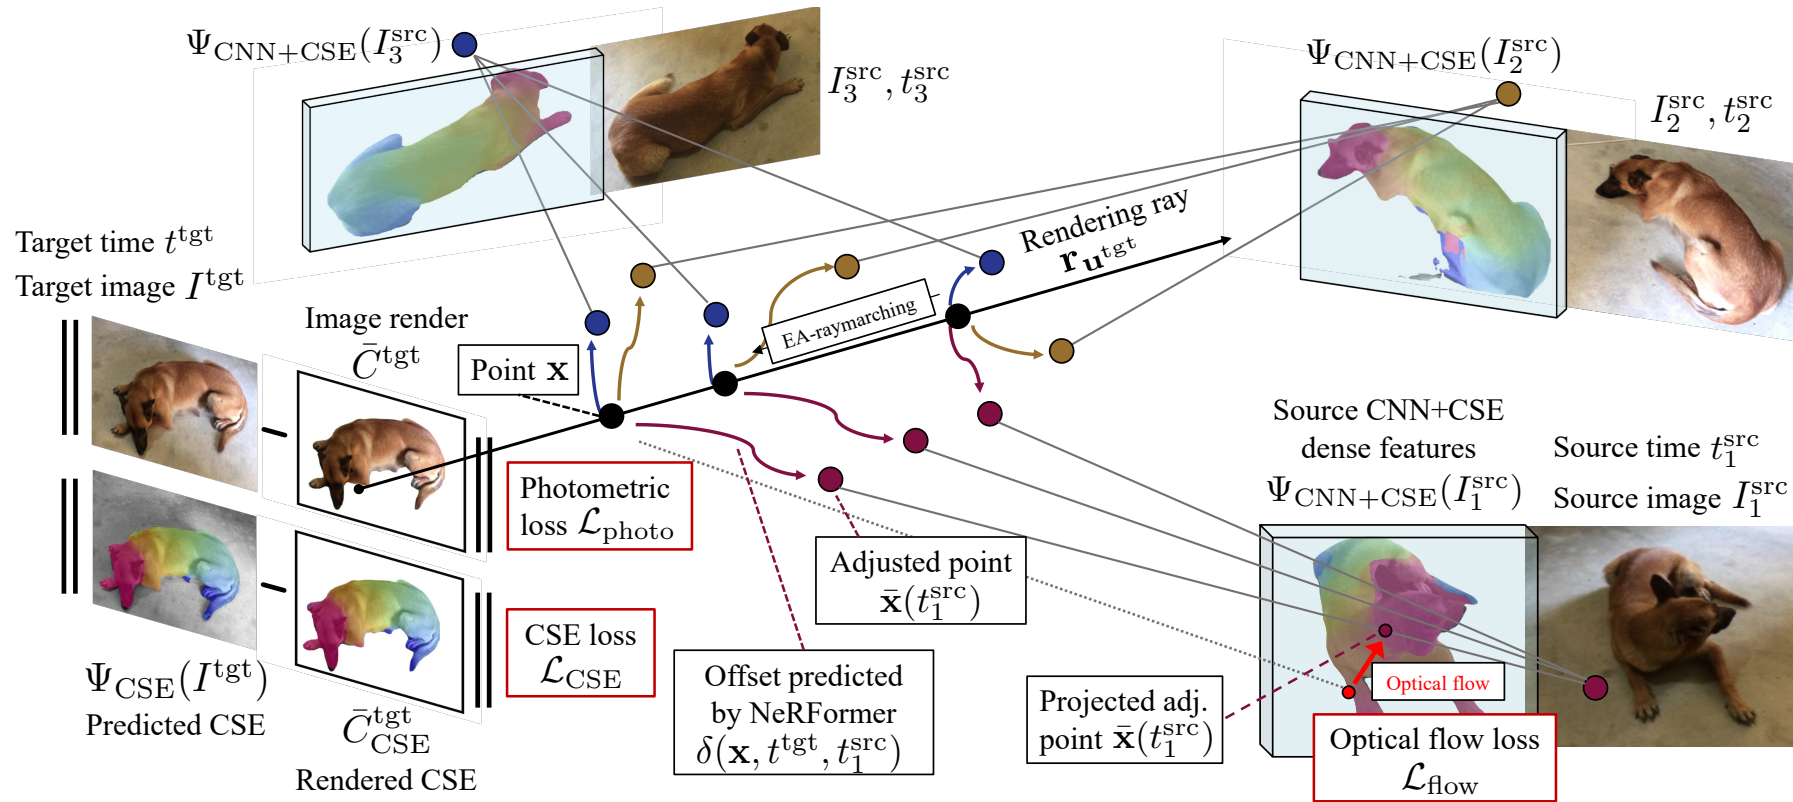 Ψ_CNN+CSE(I_3^src)
I_3^src, t_3^src
Ψ_CNN+CSE(I_2^src)
I_2^src, t_2^src
Target time t^tgt
Target image I^tgt
Rendering ray
r_u^tgt
EA-raymarching
Image render
C̄^tgt
Point x
Photometric
loss ℒ_photo
CSE loss
ℒ_CSE
Ψ_CSE(I^tgt)
Predicted CSE
C̄_CSE^tgt
Rendered CSE
Adjusted point
x̄(t_1^src)
Offset predicted
by NeRFormer
δ(x, t^tgt, t_1^src)
Source CNN+CSE
dense features
Ψ_CNN+CSE(I_1^src)
Source time t_1^src
Source image I_1^src
Optical flow
Projected adj.
point x̄(t_1^src)
Optical flow loss
ℒ_flow